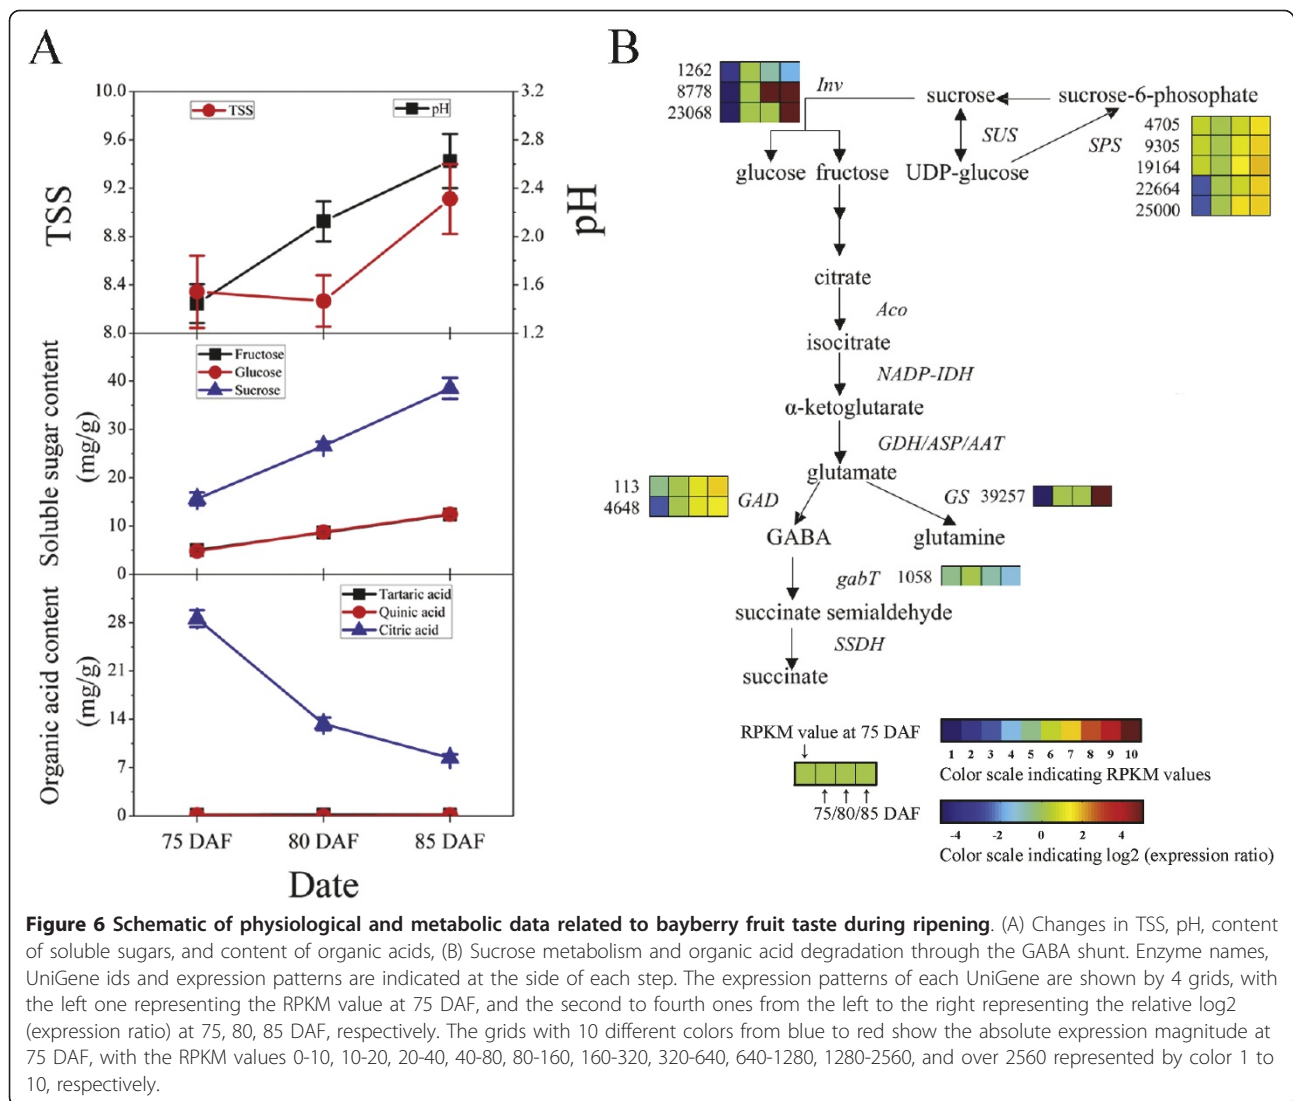 A
10.0
9.6
9.2
8.8
8.4
8.0
TSS
TSS
pH
3.2
2.8
2.4
2.0
1.6
1.2
pH
Fructose
Glucose
Sucrose
40
30
20
10
0
Soluble sugar content
(mg/g)
Tartaric acid
Quinic acid
Citric acid
28
21
14
7
0
Organic acid content
(mg/g)
75 DAF 80 DAF 85 DAF
Date
B
1262
8778
23068
Inv
sucrose
sucrose-6-phosophate
SUS
SPS
4705
9305
19164
22664
25000
glucose fructose UDP-glucose
citrate
Aco
isocitrate
NADP-IDH
α-ketoglutarate
GDH/ASP/AAT
glutamate
113
4648
GAD
GS 39257
GABA
glutamine
gabT 1058
succinate semialdehyde
SSDH
succinate
RPKM value at 75 DAF
75/80/85 DAF
1 2 3 4 5 6 7 8 9 10
Color scale indicating RPKM values
-4 -2 0 2 4
Color scale indicating log2 (expression ratio)
Figure 6 Schematic of physiological and metabolic data related to bayberry fruit taste during ripening. (A) Changes in TSS, pH, content
of soluble sugars, and content of organic acids, (B) Sucrose metabolism and organic acid degradation through the GABA shunt. Enzyme names,
UniGene ids and expression patterns are indicated at the side of each step. The expression patterns of each UniGene are shown by 4 grids, with
the left one representing the RPKM value at 75 DAF, and the second to fourth ones from the left to the right representing the relative log2
(expression ratio) at 75, 80, 85 DAF, respectively. The grids with 10 different colors from blue to red show the absolute expression magnitude at
75 DAF, with the RPKM values 0-10, 10-20, 20-40, 40-80, 80-160, 160-320, 320-640, 640-1280, 1280-2560, and over 2560 represented by color 1 to
10, respectively.